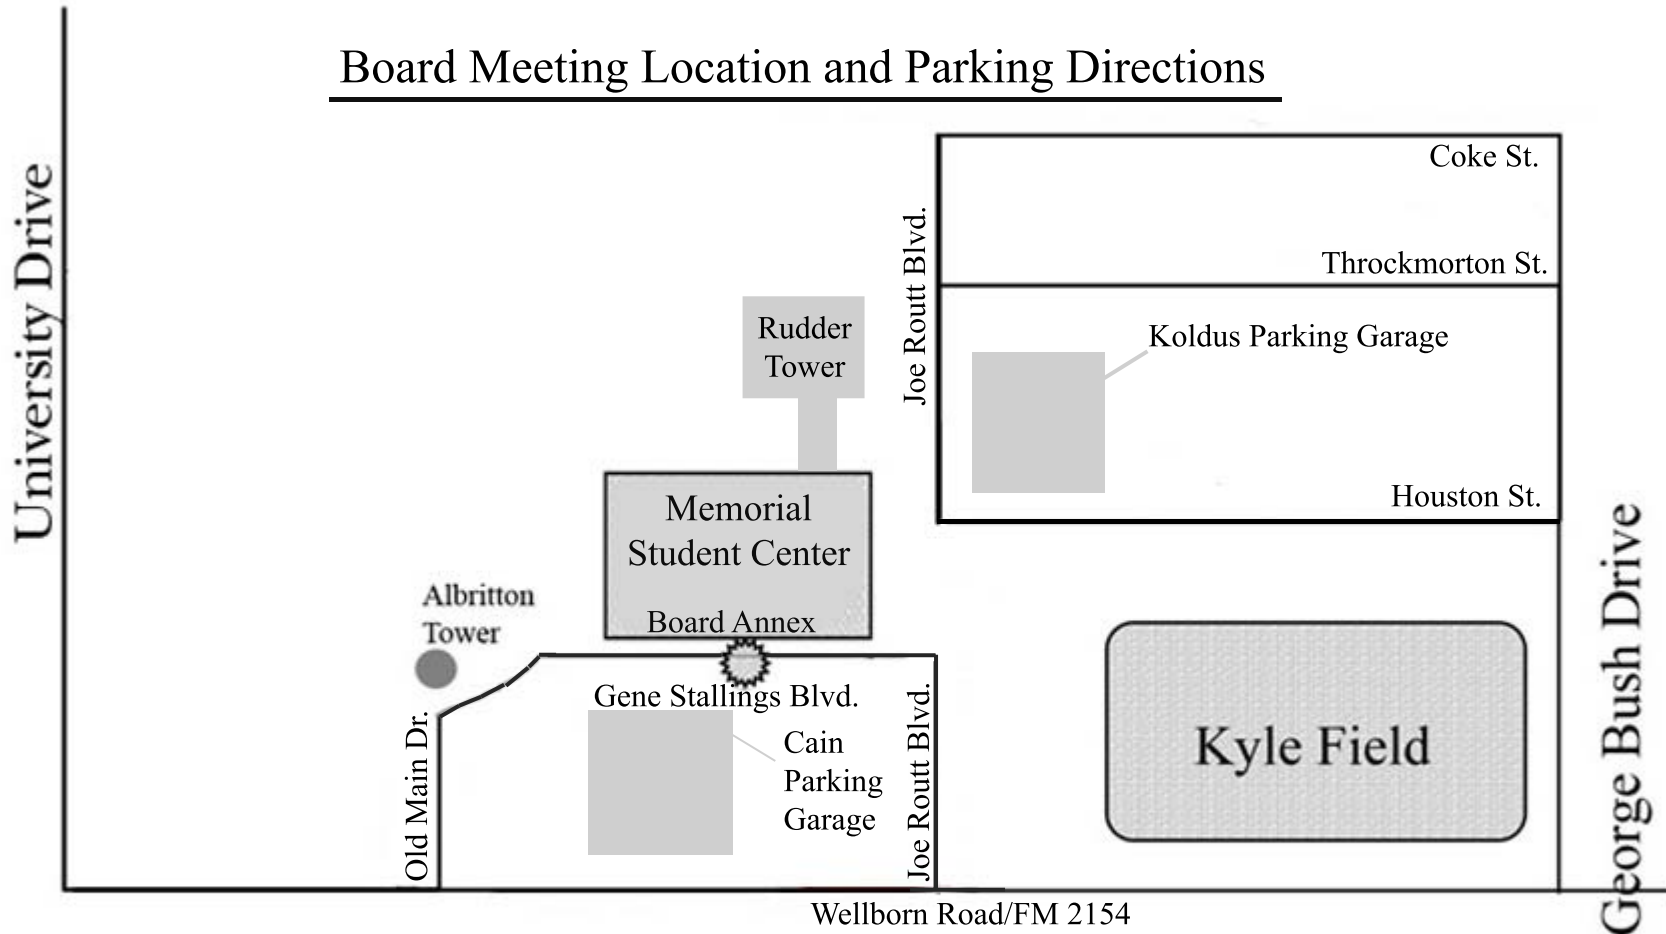 Board Meeting Location and Parking Directions
University Drive
Coke St.
Throckmorton St.
Joe Routt Blvd.
Rudder
Tower
Koldus Parking Garage
Houston St.
Memorial
Student Center
Board Annex
Albritton
Tower
Gene Stallings Blvd.
Old Main Dr.
Cain
Parking
Garage
Joe Routt Blvd.
Kyle Field
George Bush Drive
Wellborn Road/FM 2154